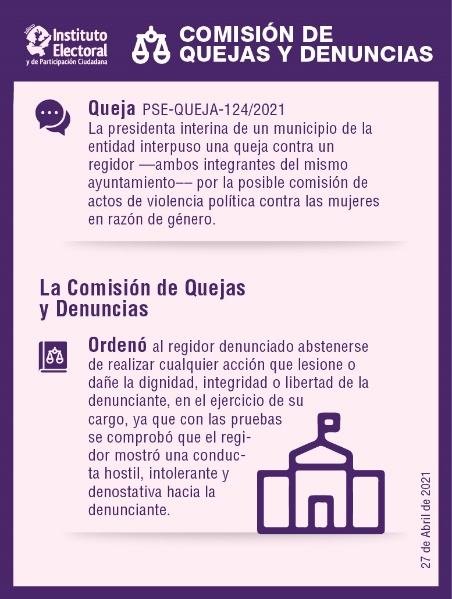 Instituto
Electoral
y de Participación Ciudadana
COMISIÓN DE
QUEJAS Y DENUNCIAS
Queja PSE-QUEJA-124/2021
La presidenta interina de un municipio de la
entidad interpuso una queja contra un
regidor —ambos integrantes del mismo
ayuntamiento— por la posible comisión de
actos de violencia política contra las mujeres
en razón de género.
La Comisión de Quejas
y Denuncias
Ordenó al regidor denunciado abstenerse
de realizar cualquier acción que lesione o
dañe la dignidad, integridad o libertad de la
denunciante, en el ejercicio de su
cargo, ya que con las pruebas
se comprobó que el regi-
dor mostró una conduc-
ta hostil, intolerante y
denostativa hacia la
denunciante.
27 de Abril de 2021